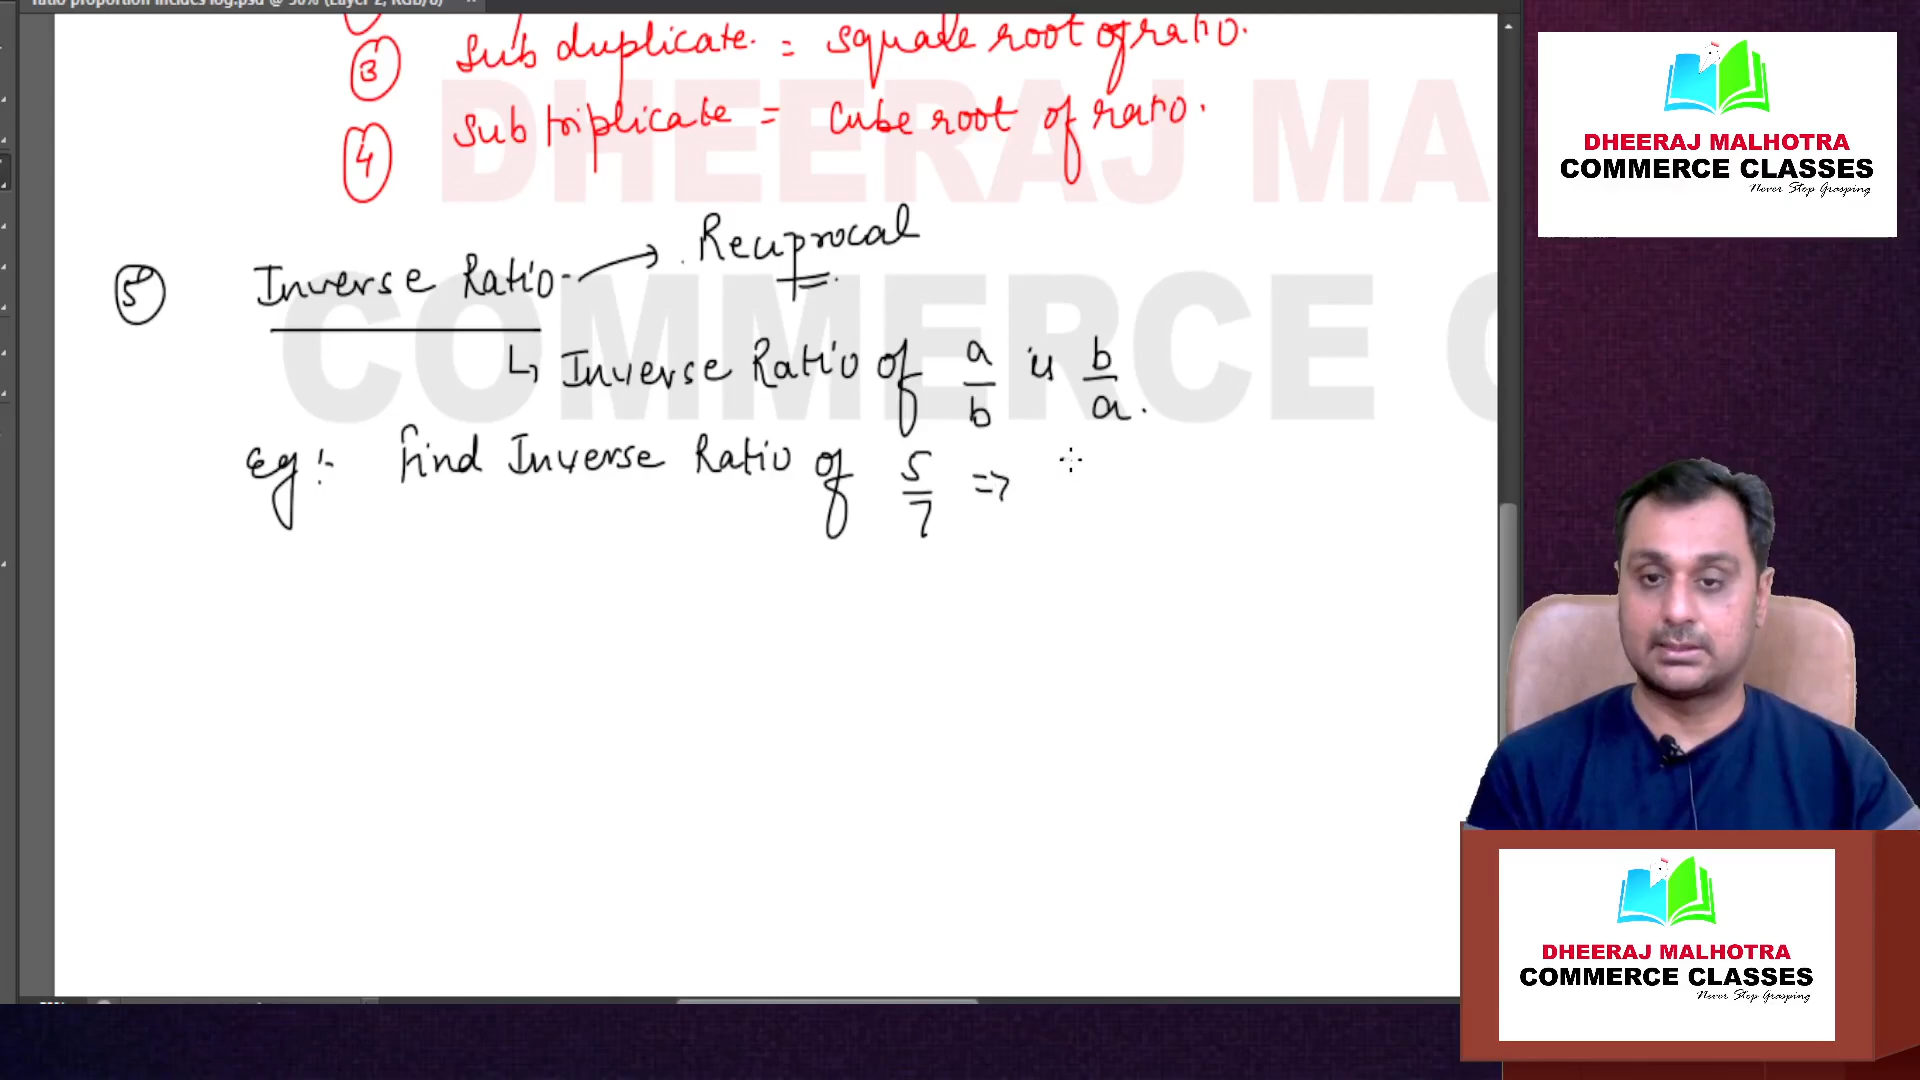 ratio proportion indices log.psd @ 50% (Layer 2, RGB/8)
3 Sub duplicate = square root of ratio.
4 Sub triplicate = Cube root of ratio.
5 Inverse Ratio → Reciprocal
↳ Inverse Ratio of a/b is b/a.
Eg:- Find Inverse Ratio of 5/7 =>
DHEERAJ MA
COMMERCE C
DHEERAJ MALHOTRA
COMMERCE CLASSES
Never Stop Grasping
DHEERAJ MALHOTRA
COMMERCE CLASSES
Never Stop Grasping